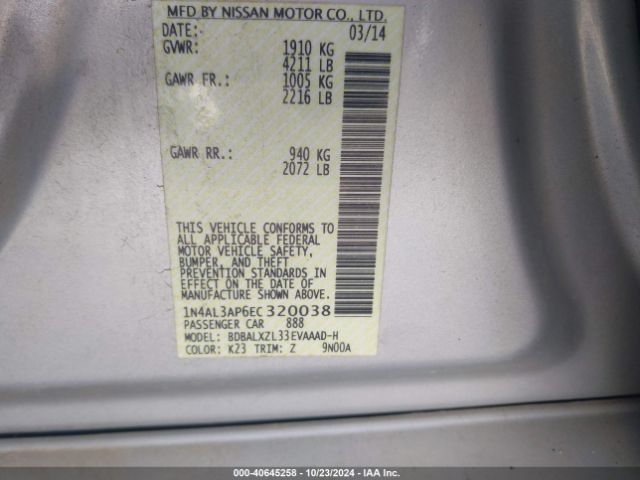 MFD BY NISSAN MOTOR CO., LTD.
DATE: 03/14
GVWR: 1910 KG
4211 LB
GAWR FR.: 1005 KG
2216 LB
GAWR RR.: 940 KG
2072 LB
THIS VEHICLE CONFORMS TO
ALL APPLICABLE FEDERAL
MOTOR VEHICLE SAFETY,
BUMPER, AND THEFT
PREVENTION STANDARDS IN
EFFECT ON THE DATE OF
MANUFACTURE SHOWN ABOVE.
1N4AL3AP6EC320038
PASSENGER CAR 888
MODEL: BDBALXZL33EVAAAD-H
COLOR: K23 TRIM: Z 9N00A
000-40645258 - 10/23/2024 - IAA Inc.